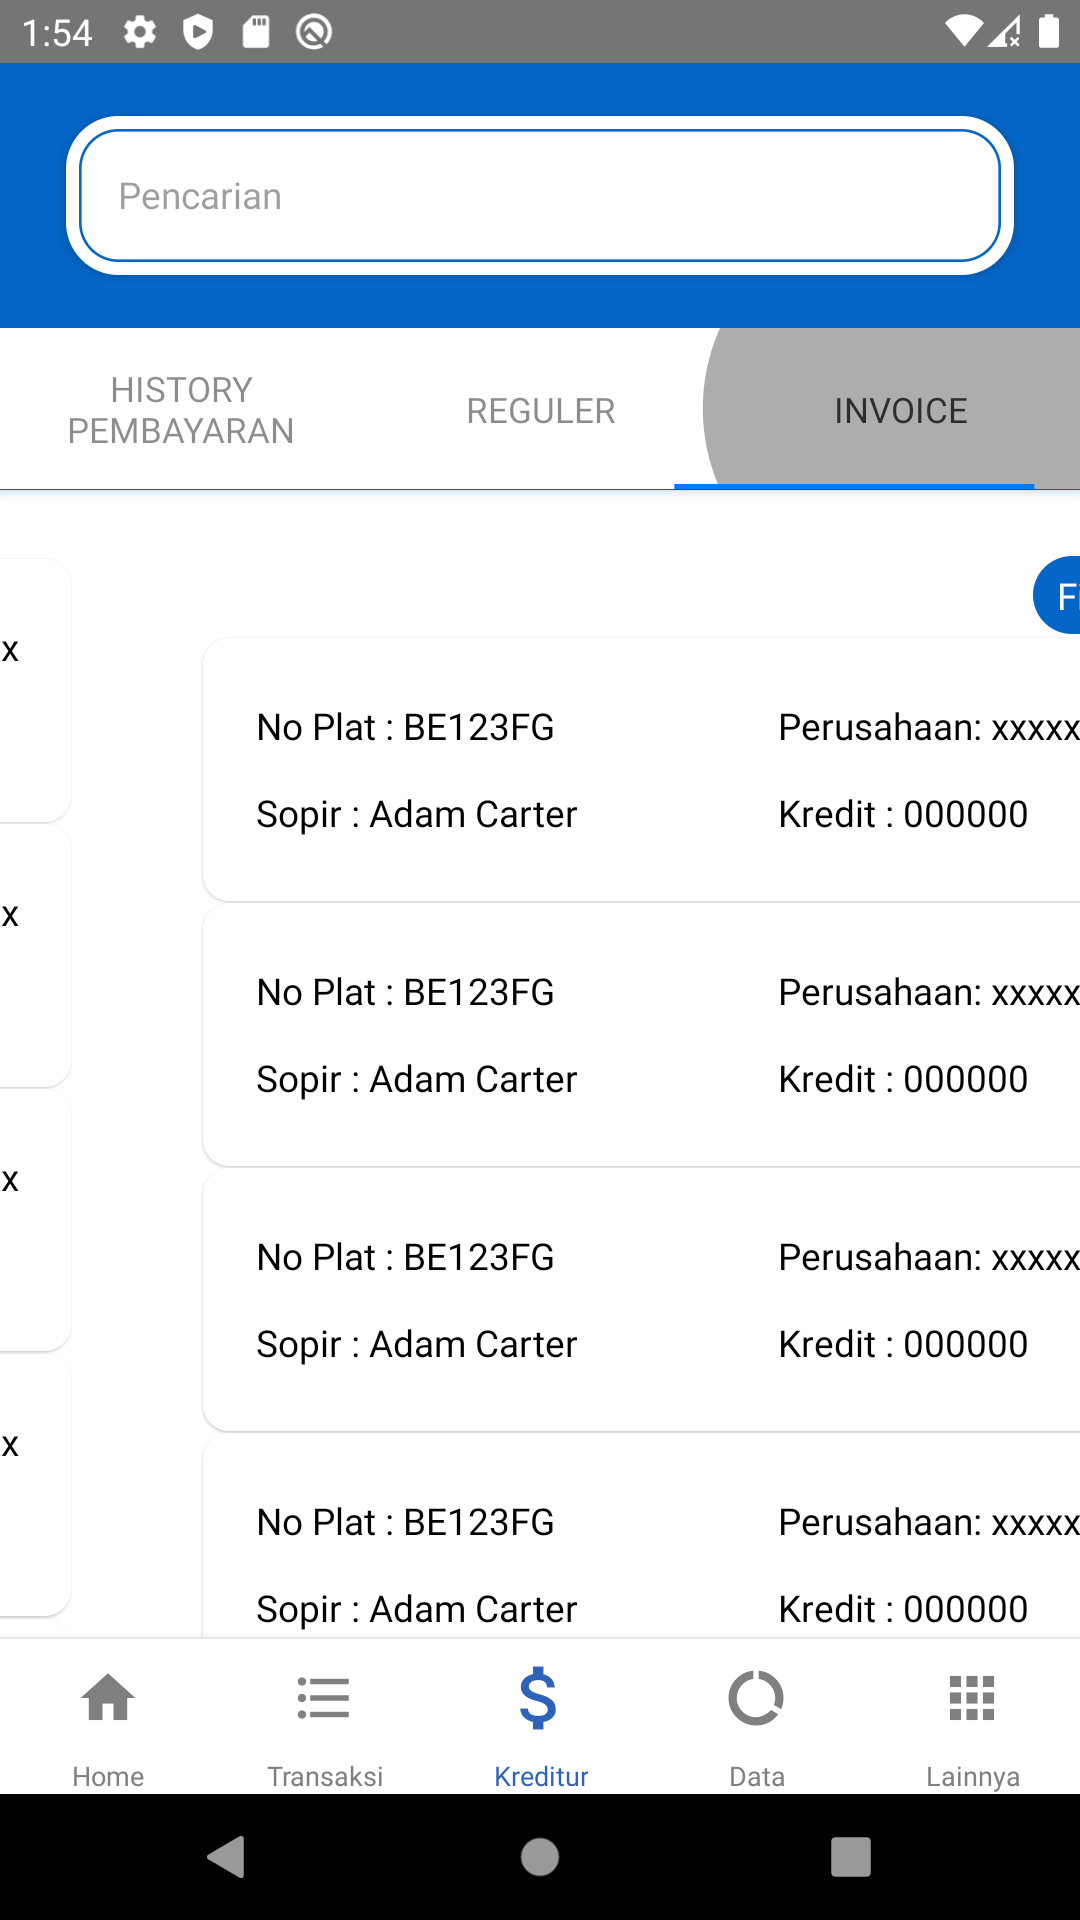 1:54
Pencarian
HISTORY
PEMBAYARAN
REGULER
INVOICE
x
x
x
x
No Plat : BE123FG
Perusahaan: xxxxx
Sopir : Adam Carter
Kredit : 000000
No Plat : BE123FG
Perusahaan: xxxxx
Sopir : Adam Carter
Kredit : 000000
No Plat : BE123FG
Perusahaan: xxxxx
Sopir : Adam Carter
Kredit : 000000
No Plat : BE123FG
Perusahaan: xxxxx
Sopir : Adam Carter
Kredit : 000000
Home
Transaksi
Kreditur
Data
Lainnya